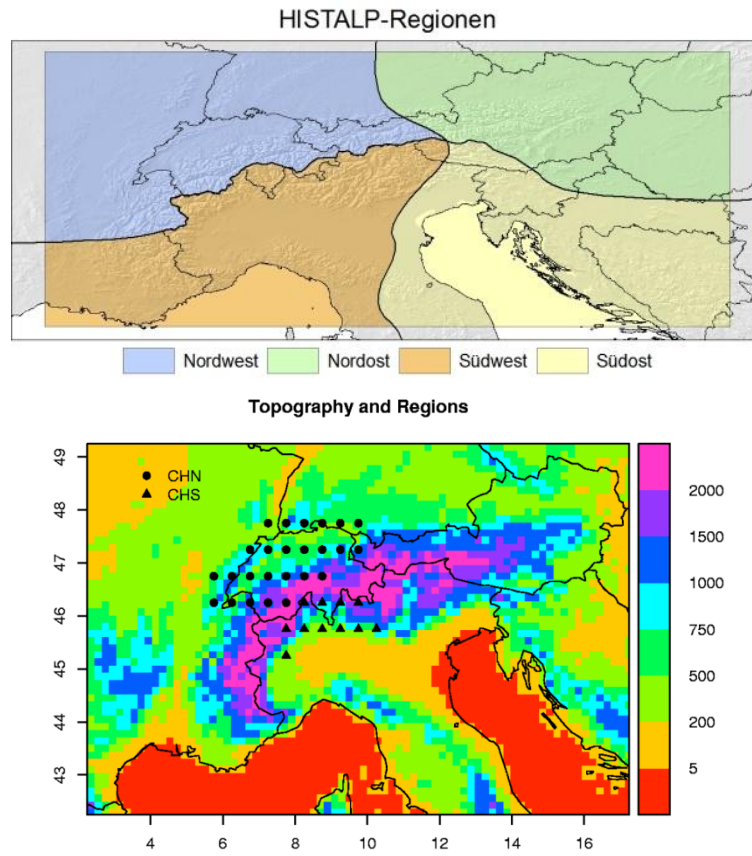 HISTALP-Regionen
Nordwest Nordost Südwest Südost
Topography and Regions
CHN
CHS
49
48
47
46
45
44
43
4 6 8 10 12 14 16
2000
1500
1000
750
500
200
5